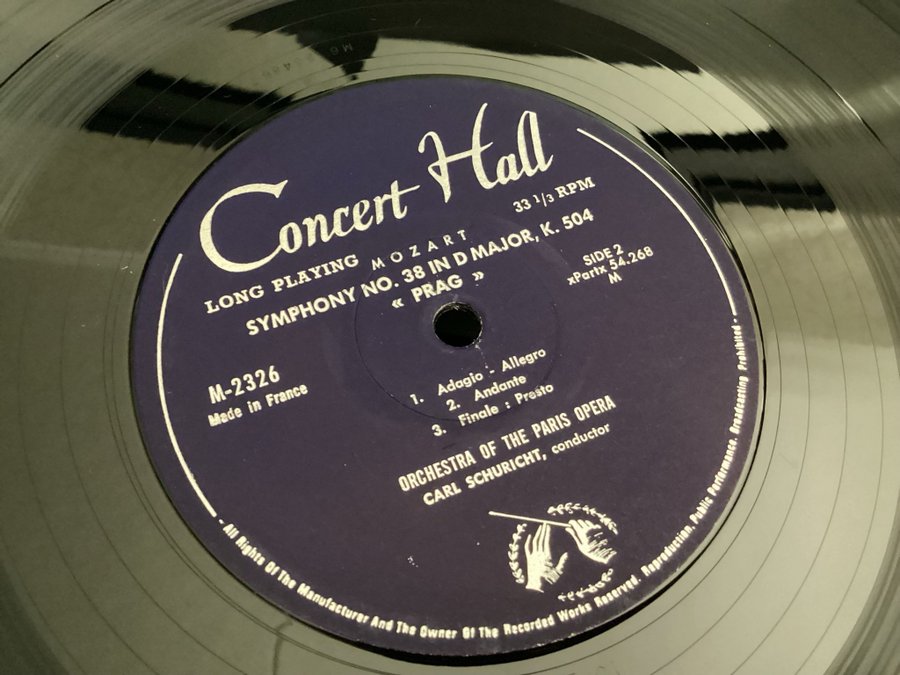 Concert Hall
LONG PLAYING
33 1/3 RPM
MOZART
SYMPHONY NO. 38 IN D MAJOR, K. 504
« PRAG »
SIDE 2
xPartx 54.268
M
M-2326
Made in France
1. Adagio - Allegro
2. Andante
3. Finale : Presto
ORCHESTRA OF THE PARIS OPERA
CARL SCHURICHT, conductor
- All Rights Of The Manufacturer And The Owner Of The Recorded Works Reserved. Reproduction, Public Performance, Broadcasting Prohibited -